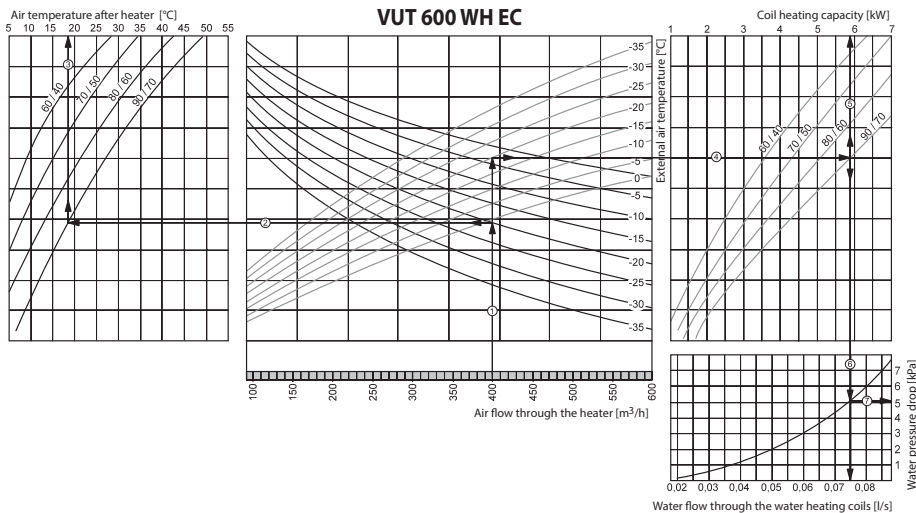 VUT 600 WH EC
Air temperature after heater [°C]
5 10 15 20 25 30 35 40 45 50 55
60 / 40
70 / 50
80 / 60
90 / 70
3
2
1
-35
-30
-25
-20
-15
-10
-5
0
-5
-10
-15
-20
-25
-30
-35
External air temperature [°C]
100 150 200 250 300 350 400 450 500 550 600
Air flow through the heater [m³/h]
Coil heating capacity [kW]
1 2 3 4 5 6 7
60 / 40
70 / 50
80 / 60
90 / 70
4
5
6
7
7
6
5
4
3
2
1
Water pressure drop [kPa]
0,02 0,03 0,04 0,05 0,06 0,07 0,08
Water flow through the water heating coils [l/s]